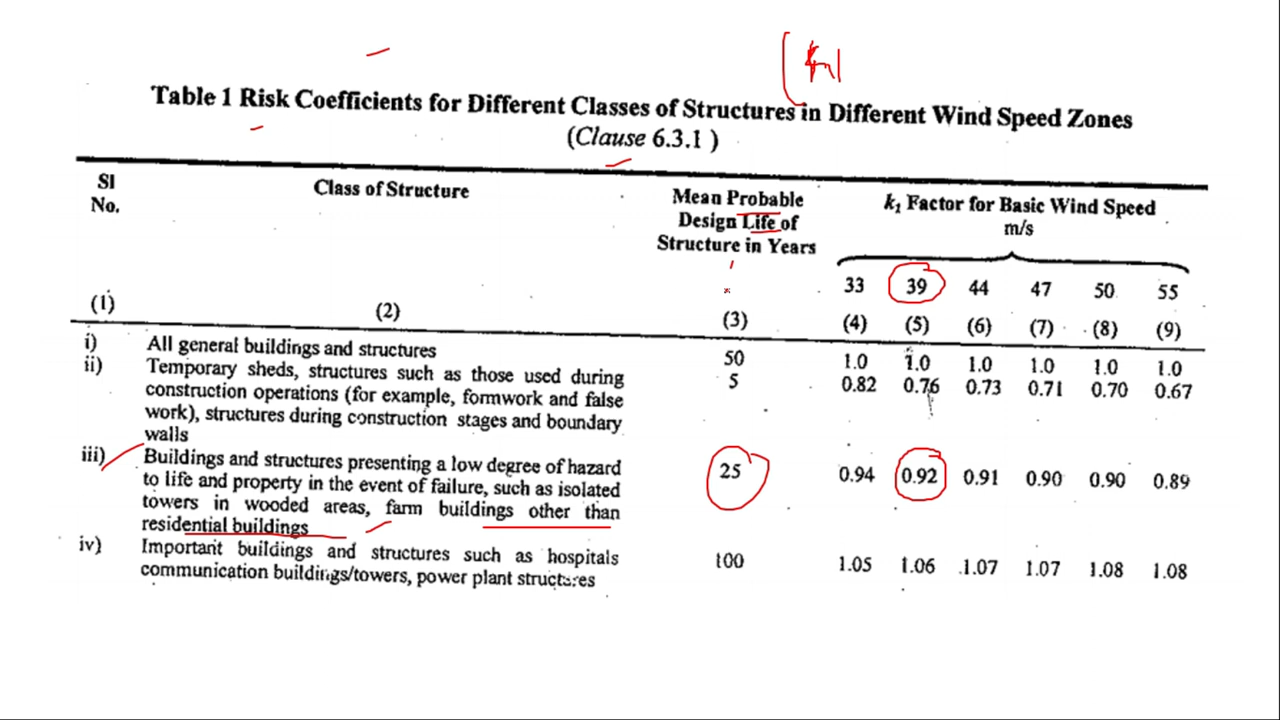 k1
Table 1 Risk Coefficients for Different Classes of Structures in Different Wind Speed Zones
(Clause 6.3.1 )
Sl
No.
Class of Structure
Mean Probable
Design Life of
Structure in Years
k1 Factor for Basic Wind Speed
m/s
33 39 44 47 50 55
(1) (2) (3) (4) (5) (6) (7) (8) (9)
i) All general buildings and structures 50 1.0 1.0 1.0 1.0 1.0 1.0
ii) Temporary sheds, structures such as those used during 5 0.82 0.76 0.73 0.71 0.70 0.67
construction operations (for example, formwork and false
work), structures during construction stages and boundary
walls
iii) Buildings and structures presenting a low degree of hazard 25 0.94 0.92 0.91 0.90 0.90 0.89
to life and property in the event of failure, such as isolated
towers in wooded areas, farm buildings other than
residential buildings
iv) Important buildings and structures such as hospitals 100 1.05 1.06 1.07 1.07 1.08 1.08
communication buildings/towers, power plant structures